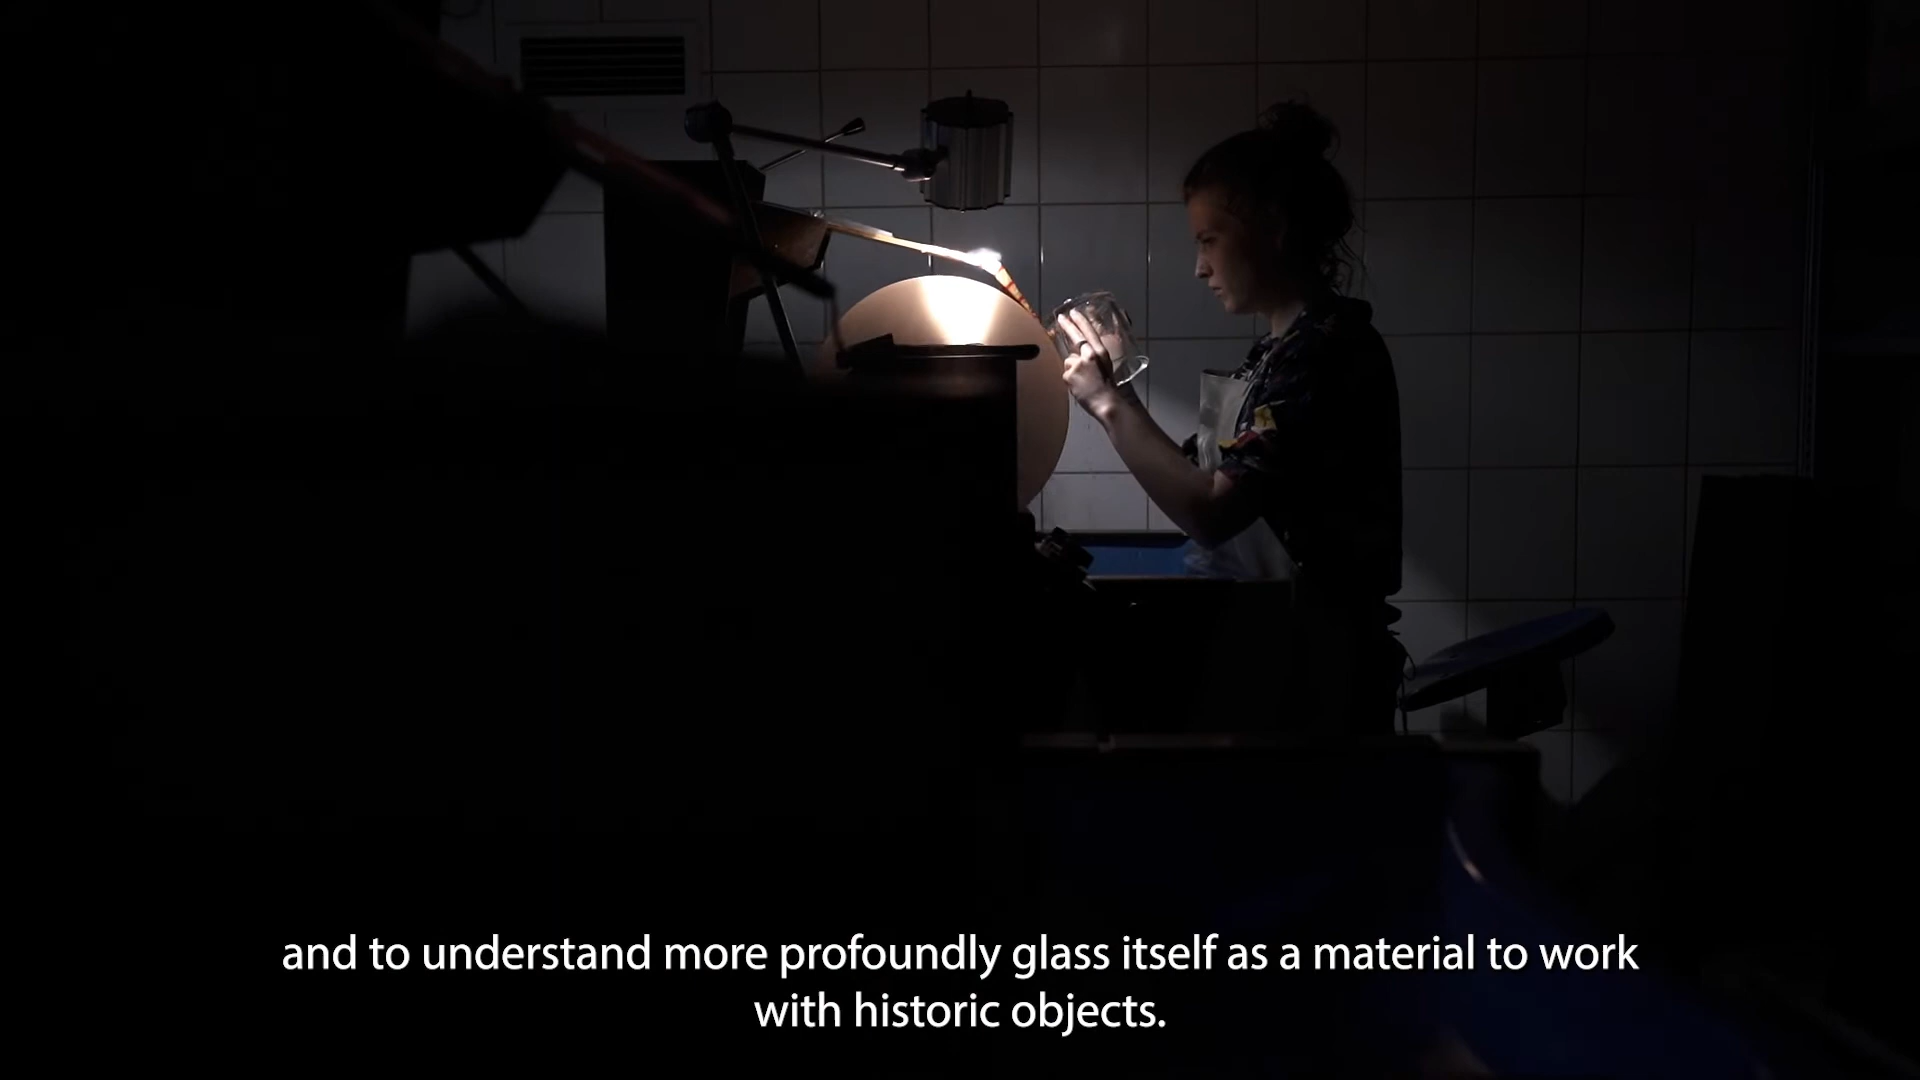 and to understand more profoundly glass itself as a material to work
with historic objects.